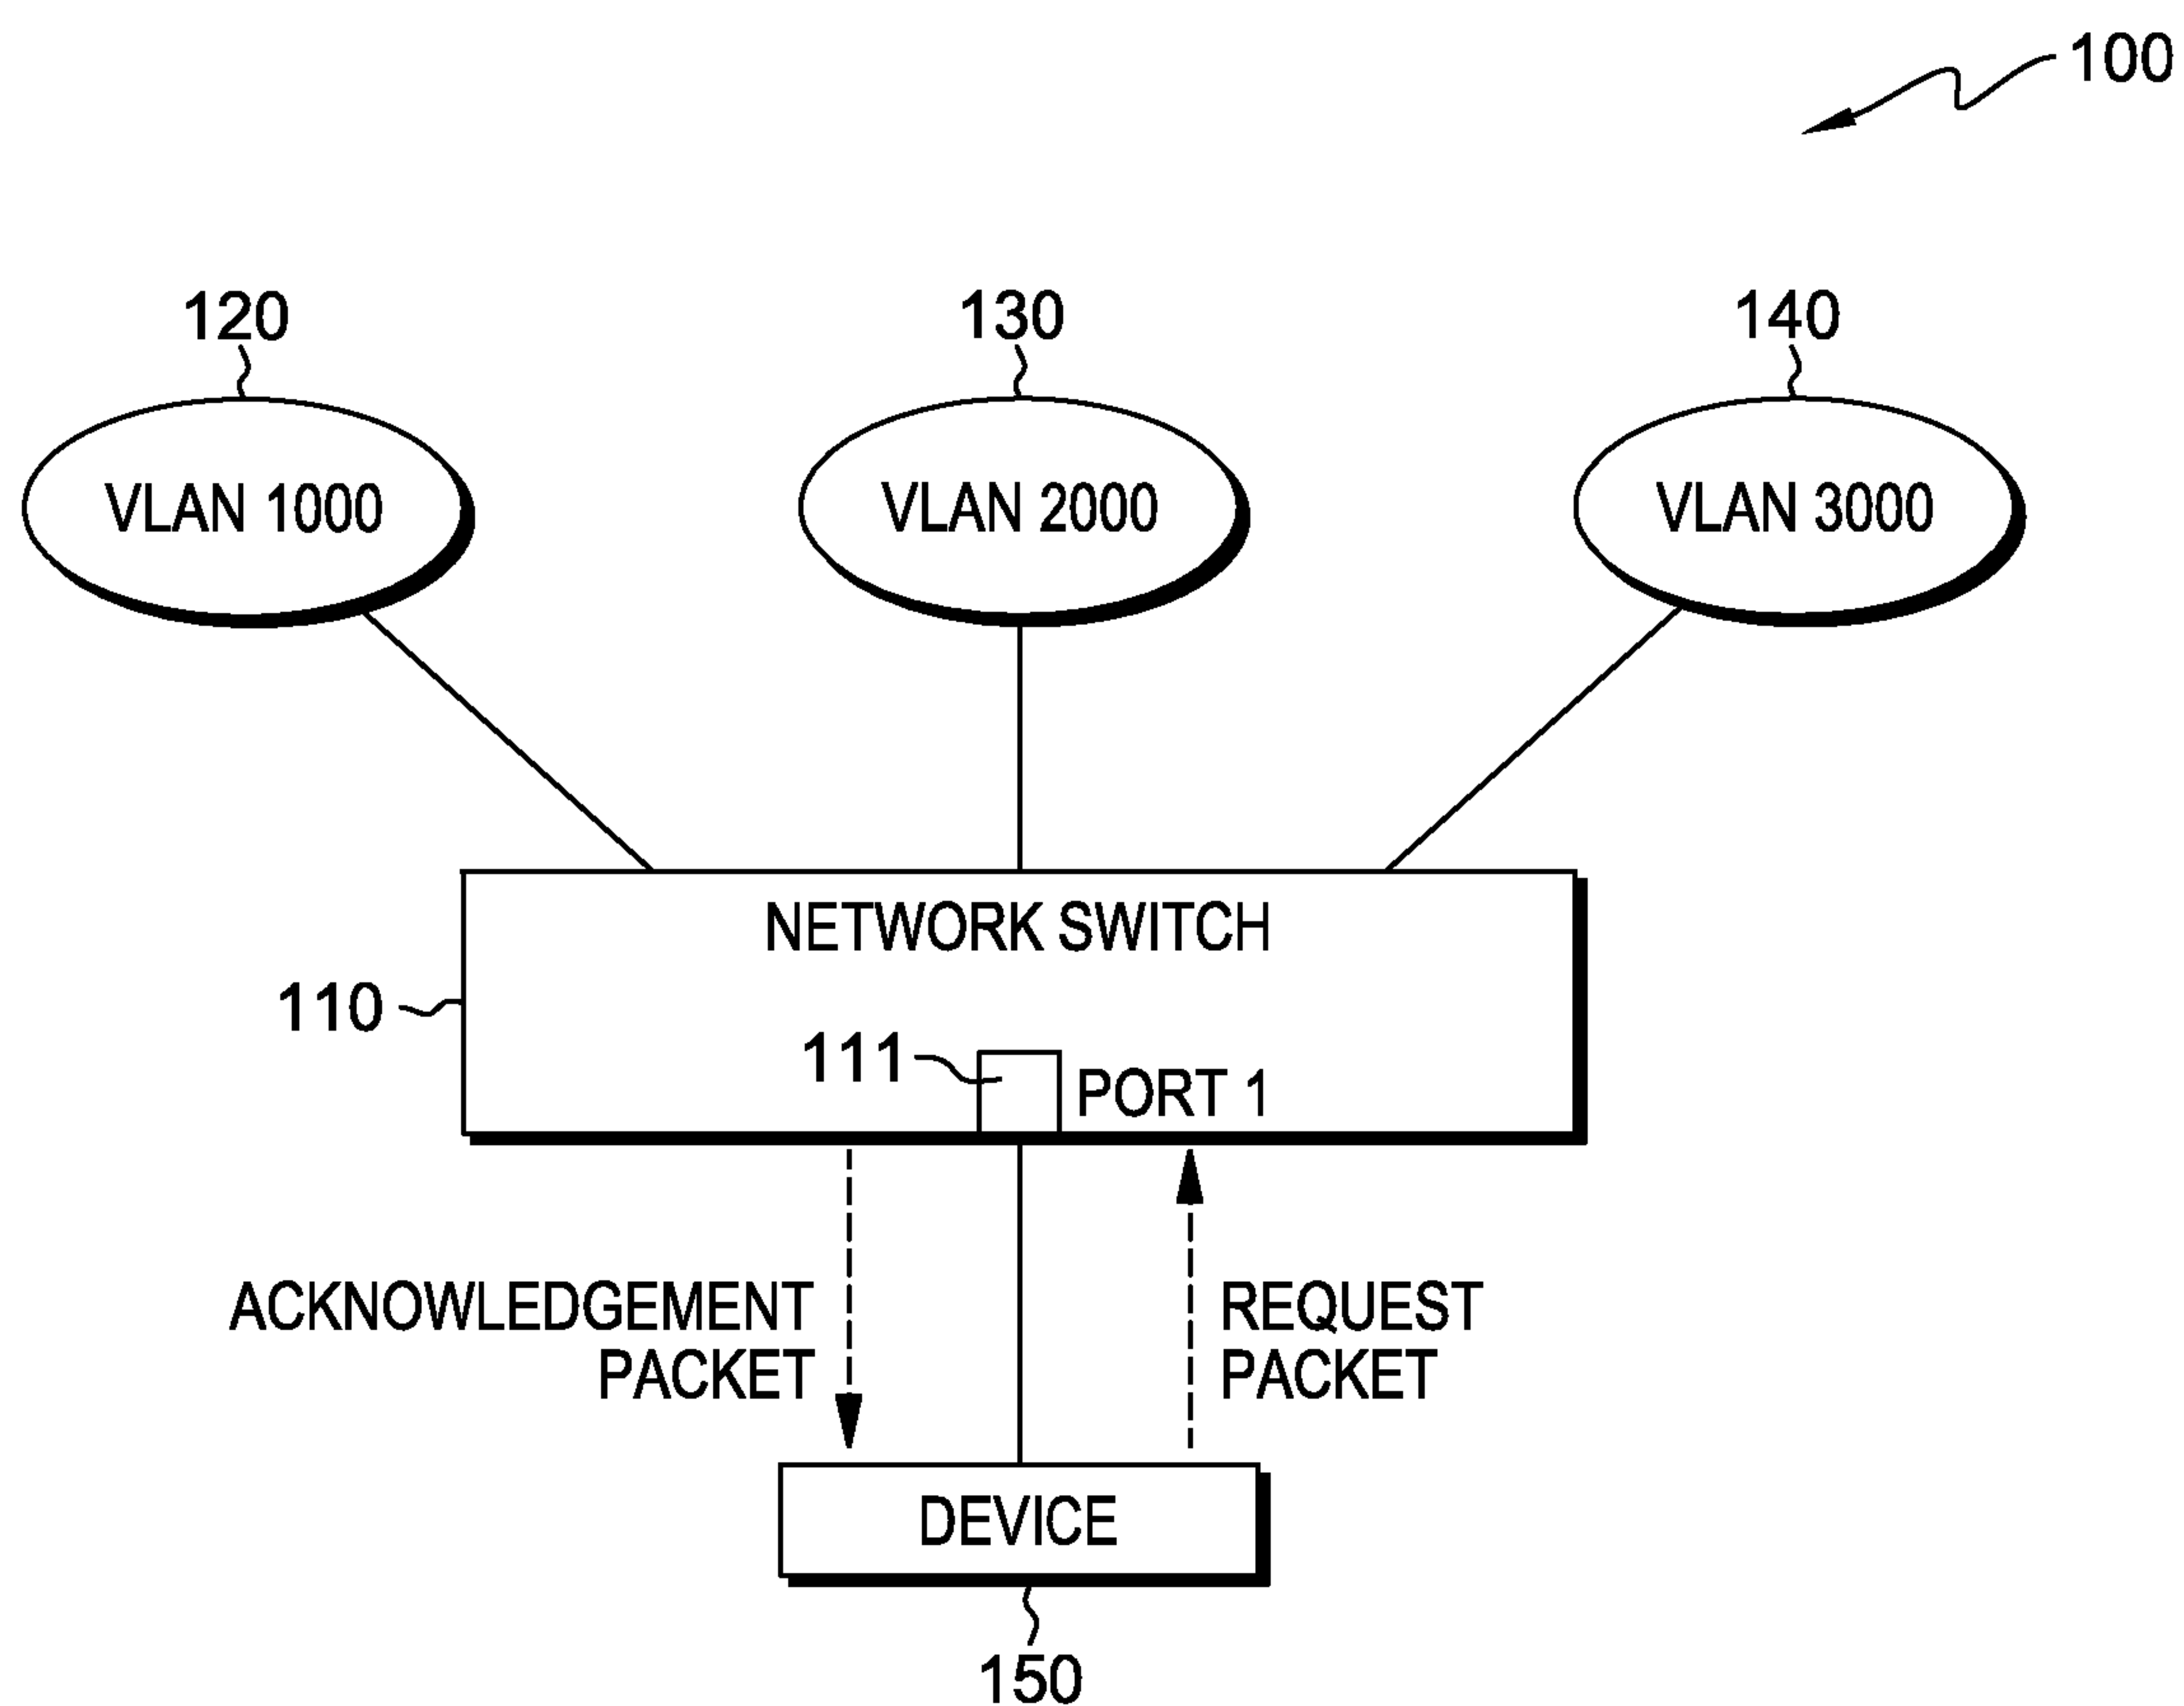 100
120
130
140
VLAN 1000
VLAN 2000
VLAN 3000
NETWORK SWITCH
110
111
PORT 1
ACKNOWLEDGEMENT
PACKET
REQUEST
PACKET
DEVICE
150